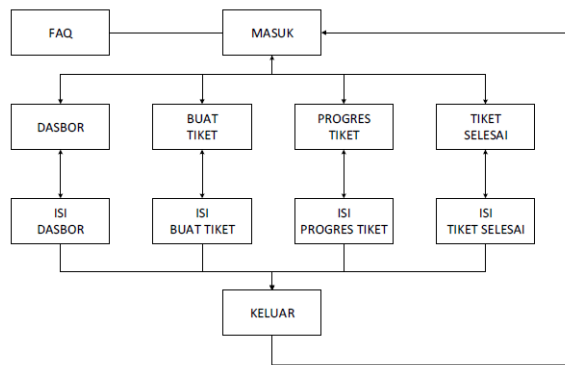 FAQ
MASUK
DASBOR
BUAT
TIKET
PROGRES
TIKET
TIKET
SELESAI
ISI
DASBOR
ISI
BUAT TIKET
ISI
PROGRES TIKET
ISI
TIKET SELESAI
KELUAR